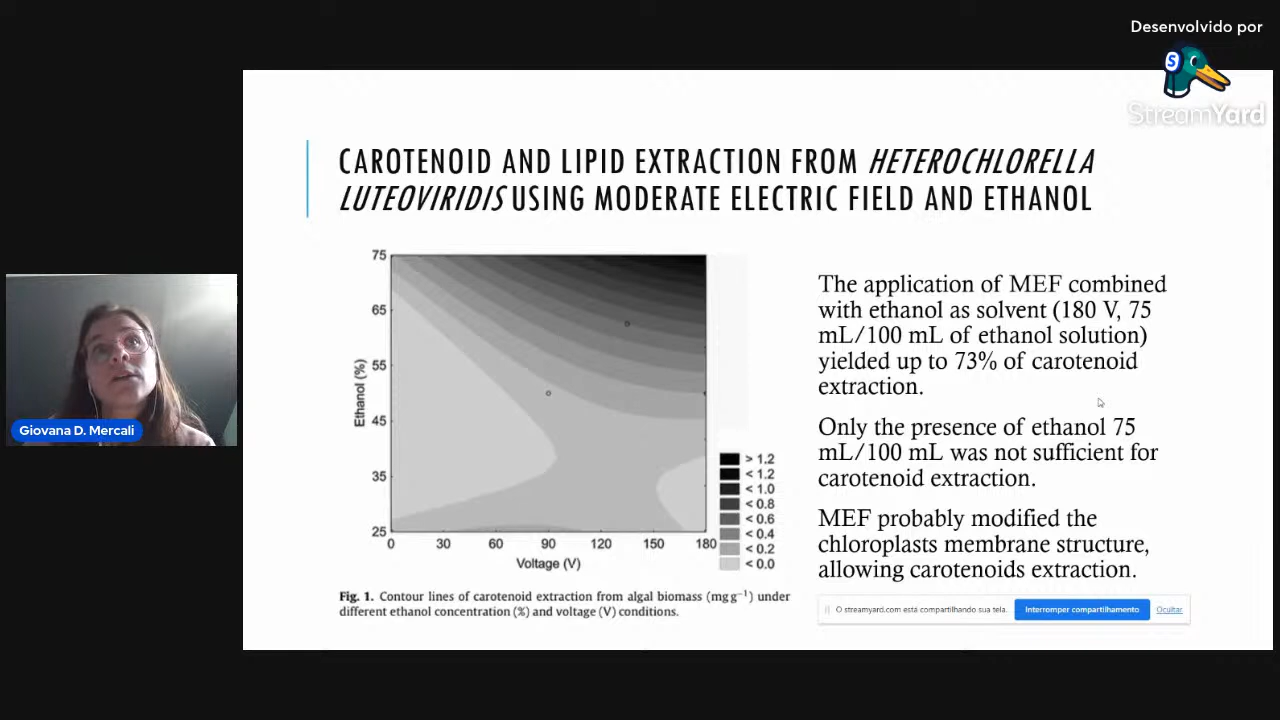 Desenvolvido por
StreamYard
CAROTENOID AND LIPID EXTRACTION FROM HETEROCHLORELLA
LUTEOVIRIDIS USING MODERATE ELECTRIC FIELD AND ETHANOL
75
65
55
45
35
25
Ethanol (%)
0 30 60 90 120 150 180
Voltage (V)
> 1.2
< 1.2
< 1.0
< 0.8
< 0.6
< 0.4
< 0.2
< 0.0
Fig. 1. Contour lines of carotenoid extraction from algal biomass (mg g⁻¹) under
different ethanol concentration (%) and voltage (V) conditions.
The application of MEF combined
with ethanol as solvent (180 V, 75
mL/100 mL of ethanol solution)
yielded up to 73% of carotenoid
extraction.
Only the presence of ethanol 75
mL/100 mL was not sufficient for
carotenoid extraction.
MEF probably modified the
chloroplasts membrane structure,
allowing carotenoids extraction.
O streamyard.com está compartilhando sua tela.
Interromper compartilhamento
Ocultar
Giovana D. Mercali